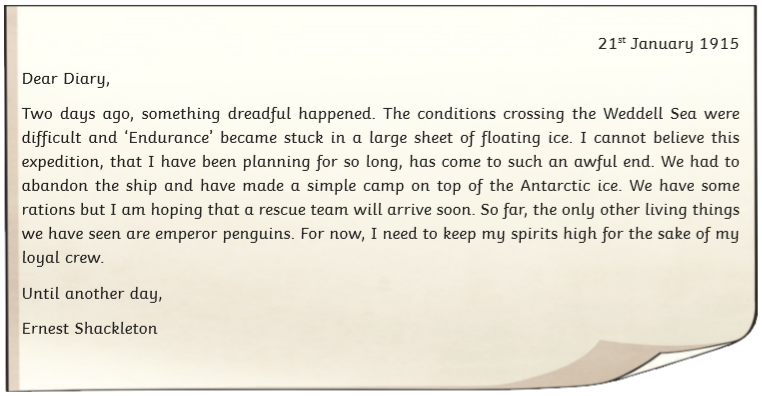 21st January 1915
Dear Diary,
Two days ago, something dreadful happened. The conditions crossing the Weddell Sea were
difficult and ‘Endurance’ became stuck in a large sheet of floating ice. I cannot believe this
expedition, that I have been planning for so long, has come to such an awful end. We had to
abandon the ship and have made a simple camp on top of the Antarctic ice. We have some
rations but I am hoping that a rescue team will arrive soon. So far, the only other living things
we have seen are emperor penguins. For now, I need to keep my spirits high for the sake of my
loyal crew.
Until another day,
Ernest Shackleton